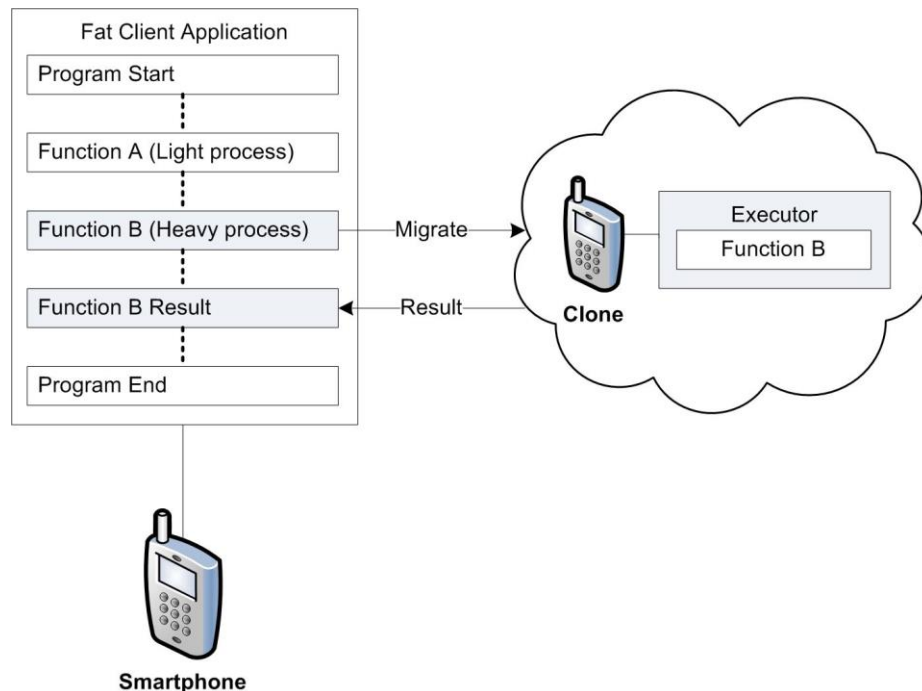 Fat Client Application
Program Start
Function A (Light process)
Function B (Heavy process)
Migrate
Executor
Function B
Clone
Function B Result
Result
Program End
Smartphone